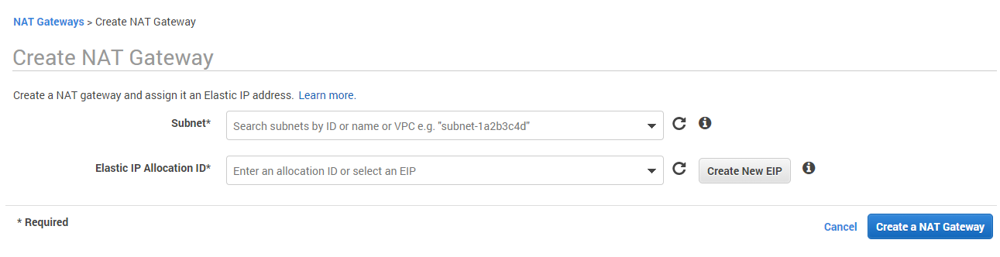 NAT Gateways > Create NAT Gateway
Create NAT Gateway
Create a NAT gateway and assign it an Elastic IP address. Learn more.
Subnet* Search subnets by ID or name or VPC e.g. "subnet-1a2b3c4d"
Elastic IP Allocation ID* Enter an allocation ID or select an EIP Create New EIP
* Required
Cancel Create a NAT Gateway